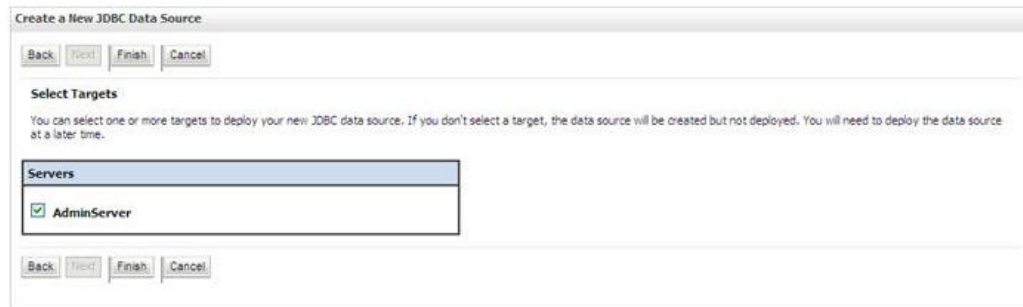 Create a New JDBC Data Source
Back Next Finish Cancel
Select Targets
You can select one or more targets to deploy your new JDBC data source. If you don't select a target, the data source will be created but not deployed. You will need to deploy the data source
at a later time.
Servers
AdminServer
Back Next Finish Cancel